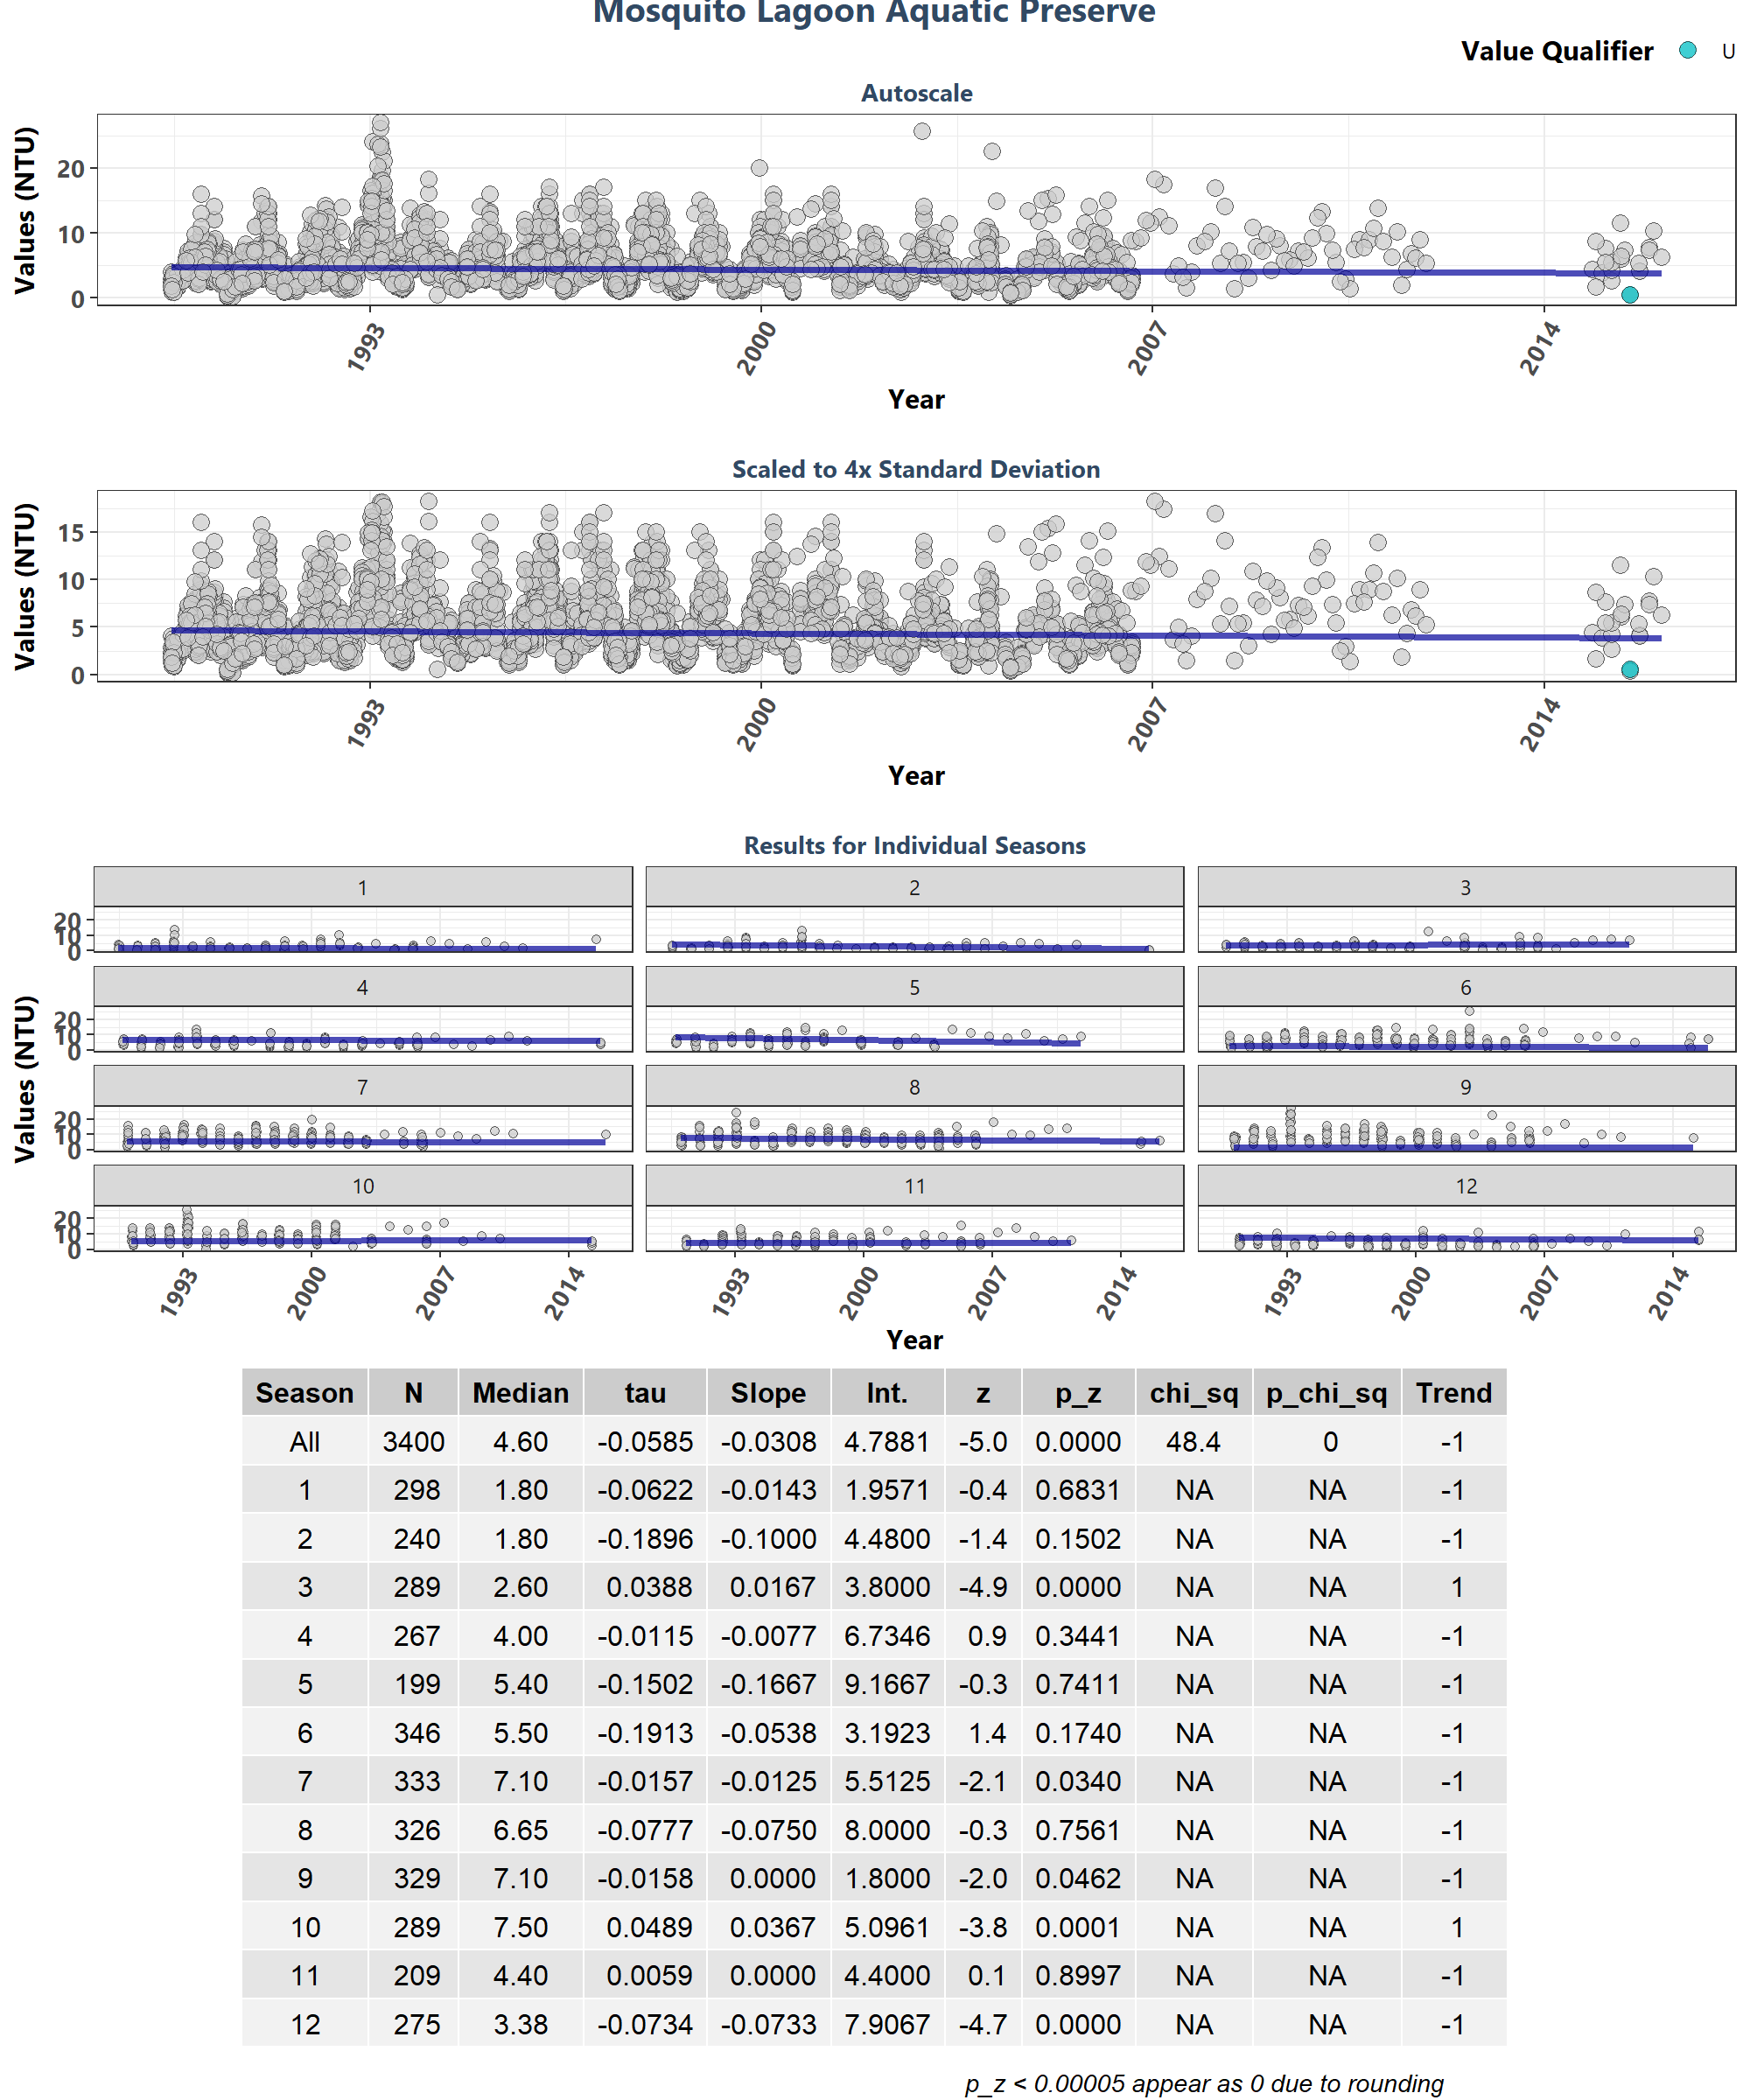 Mosquito Lagoon Aquatic Preserve
Value Qualifier U
Autoscale
Values (NTU)
20
10
0
1993 2000 2007 2014
Year
Scaled to 4x Standard Deviation
Values (NTU)
15
10
5
0
1993 2000 2007 2014
Year
Results for Individual Seasons
Values (NTU)
1 2 3
20
10
0
4 5 6
20
10
0
7 8 9
20
10
0
10 11 12
20
10
0
1993 2000 2007 2014 1993 2000 2007 2014 1993 2000 2007 2014
Year
Season N Median tau Slope Int. z p_z chi_sq p_chi_sq Trend
All 3400 4.60 -0.0585 -0.0308 4.7881 -5.0 0.0000 48.4 0 -1
1 298 1.80 -0.0622 -0.0143 1.9571 -0.4 0.6831 NA NA -1
2 240 1.80 -0.1896 -0.1000 4.4800 -1.4 0.1502 NA NA -1
3 289 2.60 0.0388 0.0167 3.8000 -4.9 0.0000 NA NA 1
4 267 4.00 -0.0115 -0.0077 6.7346 0.9 0.3441 NA NA -1
5 199 5.40 -0.1502 -0.1667 9.1667 -0.3 0.7411 NA NA -1
6 346 5.50 -0.1913 -0.0538 3.1923 1.4 0.1740 NA NA -1
7 333 7.10 -0.0157 -0.0125 5.5125 -2.1 0.0340 NA NA -1
8 326 6.65 -0.0777 -0.0750 8.0000 -0.3 0.7561 NA NA -1
9 329 7.10 -0.0158 0.0000 1.8000 -2.0 0.0462 NA NA -1
10 289 7.50 0.0489 0.0367 5.0961 -3.8 0.0001 NA NA 1
11 209 4.40 0.0059 0.0000 4.4000 0.1 0.8997 NA NA -1
12 275 3.38 -0.0734 -0.0733 7.9067 -4.7 0.0000 NA NA -1
p_z < 0.00005 appear as 0 due to rounding